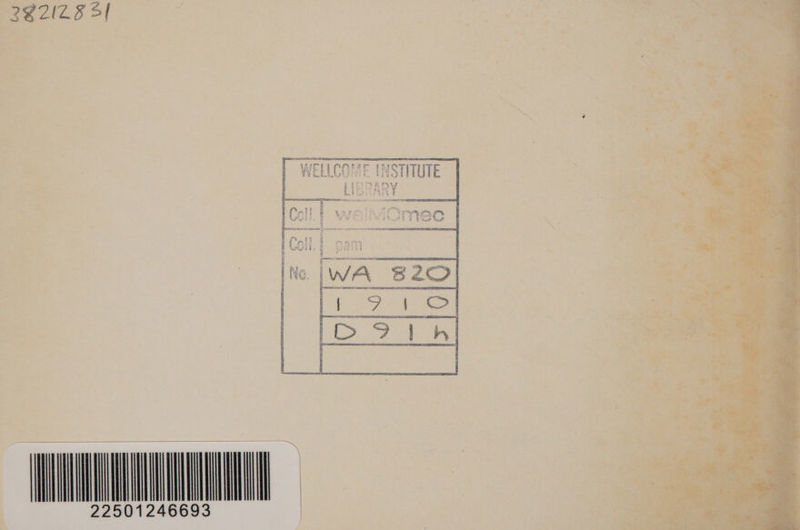 38212831
WELLCOME INSTITUTE
LIBRARY
Coll. welMOmec
Coll. pam
No. WA 820
1910
D91h
22501246693